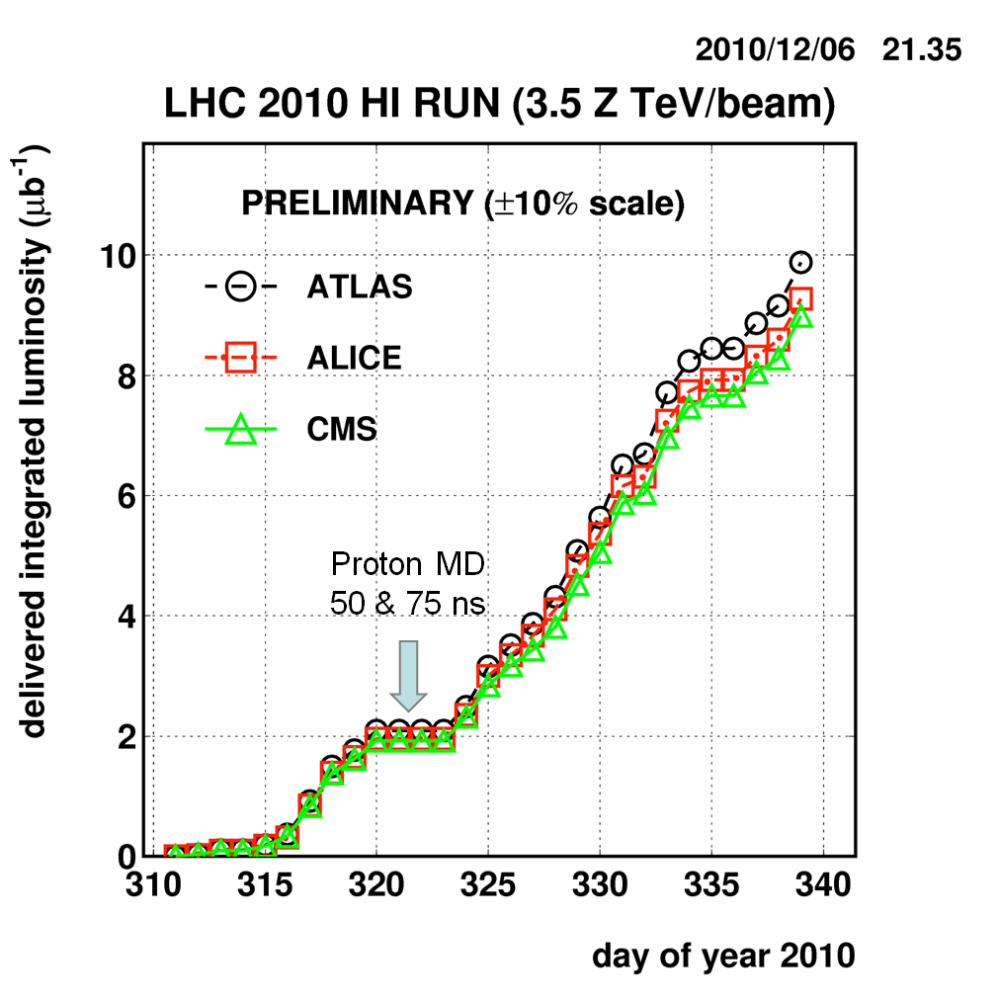 2010/12/06 21.35
LHC 2010 HI RUN (3.5 Z TeV/beam)
delivered integrated luminosity (μb⁻¹)
PRELIMINARY (±10% scale)
ATLAS
ALICE
CMS
Proton MD
50 & 75 ns
10
8
6
4
2
0
310 315 320 325 330 335 340
day of year 2010